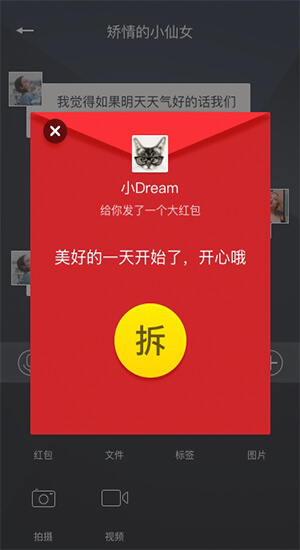 矫情的小仙女
我觉得如果明天天气好的话我们
小Dream
给你发了一个大红包
美好的一天开始了，开心哦
拆
红包
文件
标签
图片
拍摄
视频